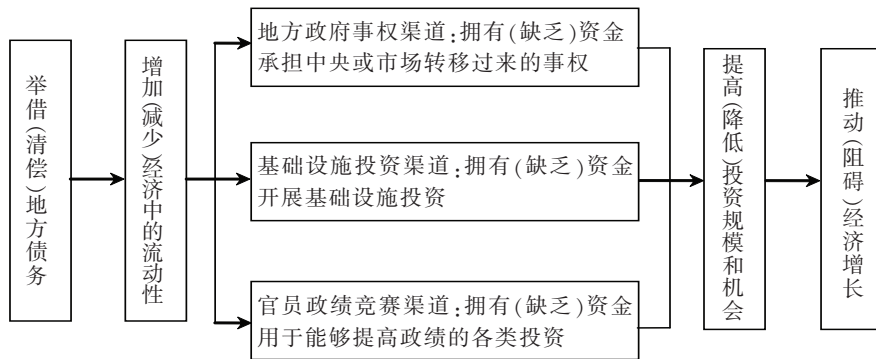 举借(清偿)地方债务
增加(减少)经济中的流动性
地方政府事权渠道:拥有(缺乏)资金
承担中央或市场转移过来的事权
基础设施投资渠道:拥有(缺乏)资金
开展基础设施投资
官员政绩竞赛渠道:拥有(缺乏)资金
用于能够提高政绩的各类投资
提高(降低)投资规模和机会
推动(阻碍)经济增长